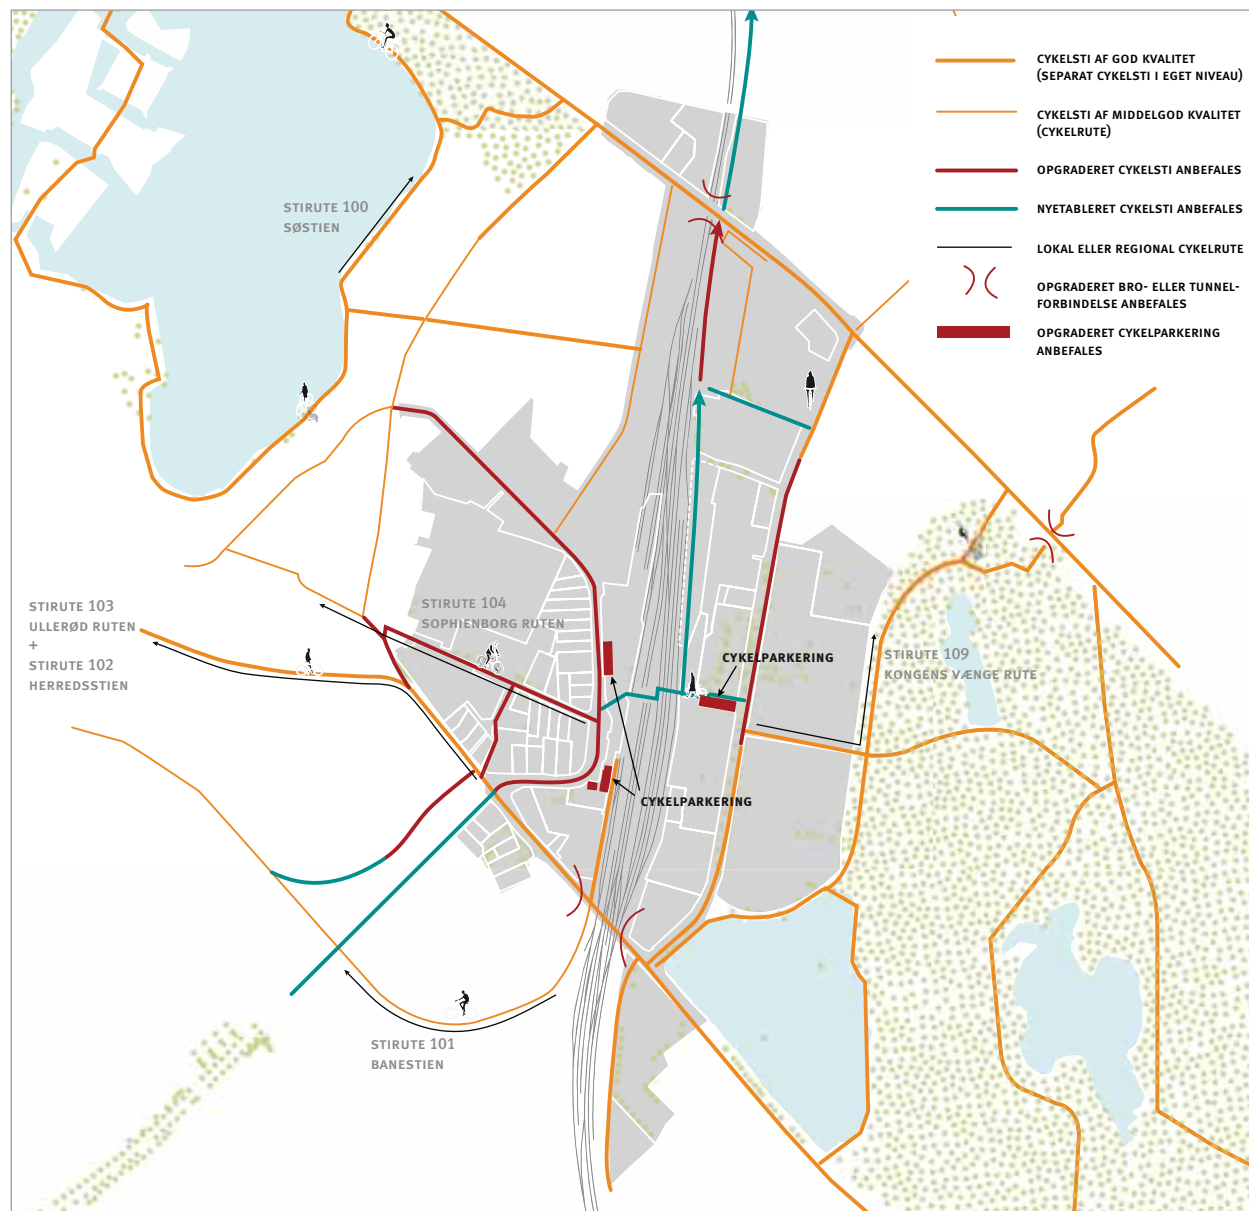 CYKELSTI AF GOD KVALITET
(SEPARAT CYKELSTI I EGET NIVEAU)
CYKELSTI AF MIDDELGOD KVALITET
(CYKELRUTE)
OPGRADERET CYKELSTI ANBEFALES
NYETABLERET CYKELSTI ANBEFALES
LOKAL ELLER REGIONAL CYKELRUTE
OPGRADERET BRO- ELLER TUNNEL-
FORBINDELSE ANBEFALES
OPGRADERET CYKELPARKERING
ANBEFALES
STIRUTE 100
SØSTIEN
STIRUTE 103
ULLERØD RUTEN
+
STIRUTE 102
HERREDSSTIEN
STIRUTE 104
SOPHIENBORG RUTEN
CYKELPARKERING
STIRUTE 109
KONGENS VÆNGE RUTE
CYKELPARKERING
STIRUTE 101
BANESTIEN